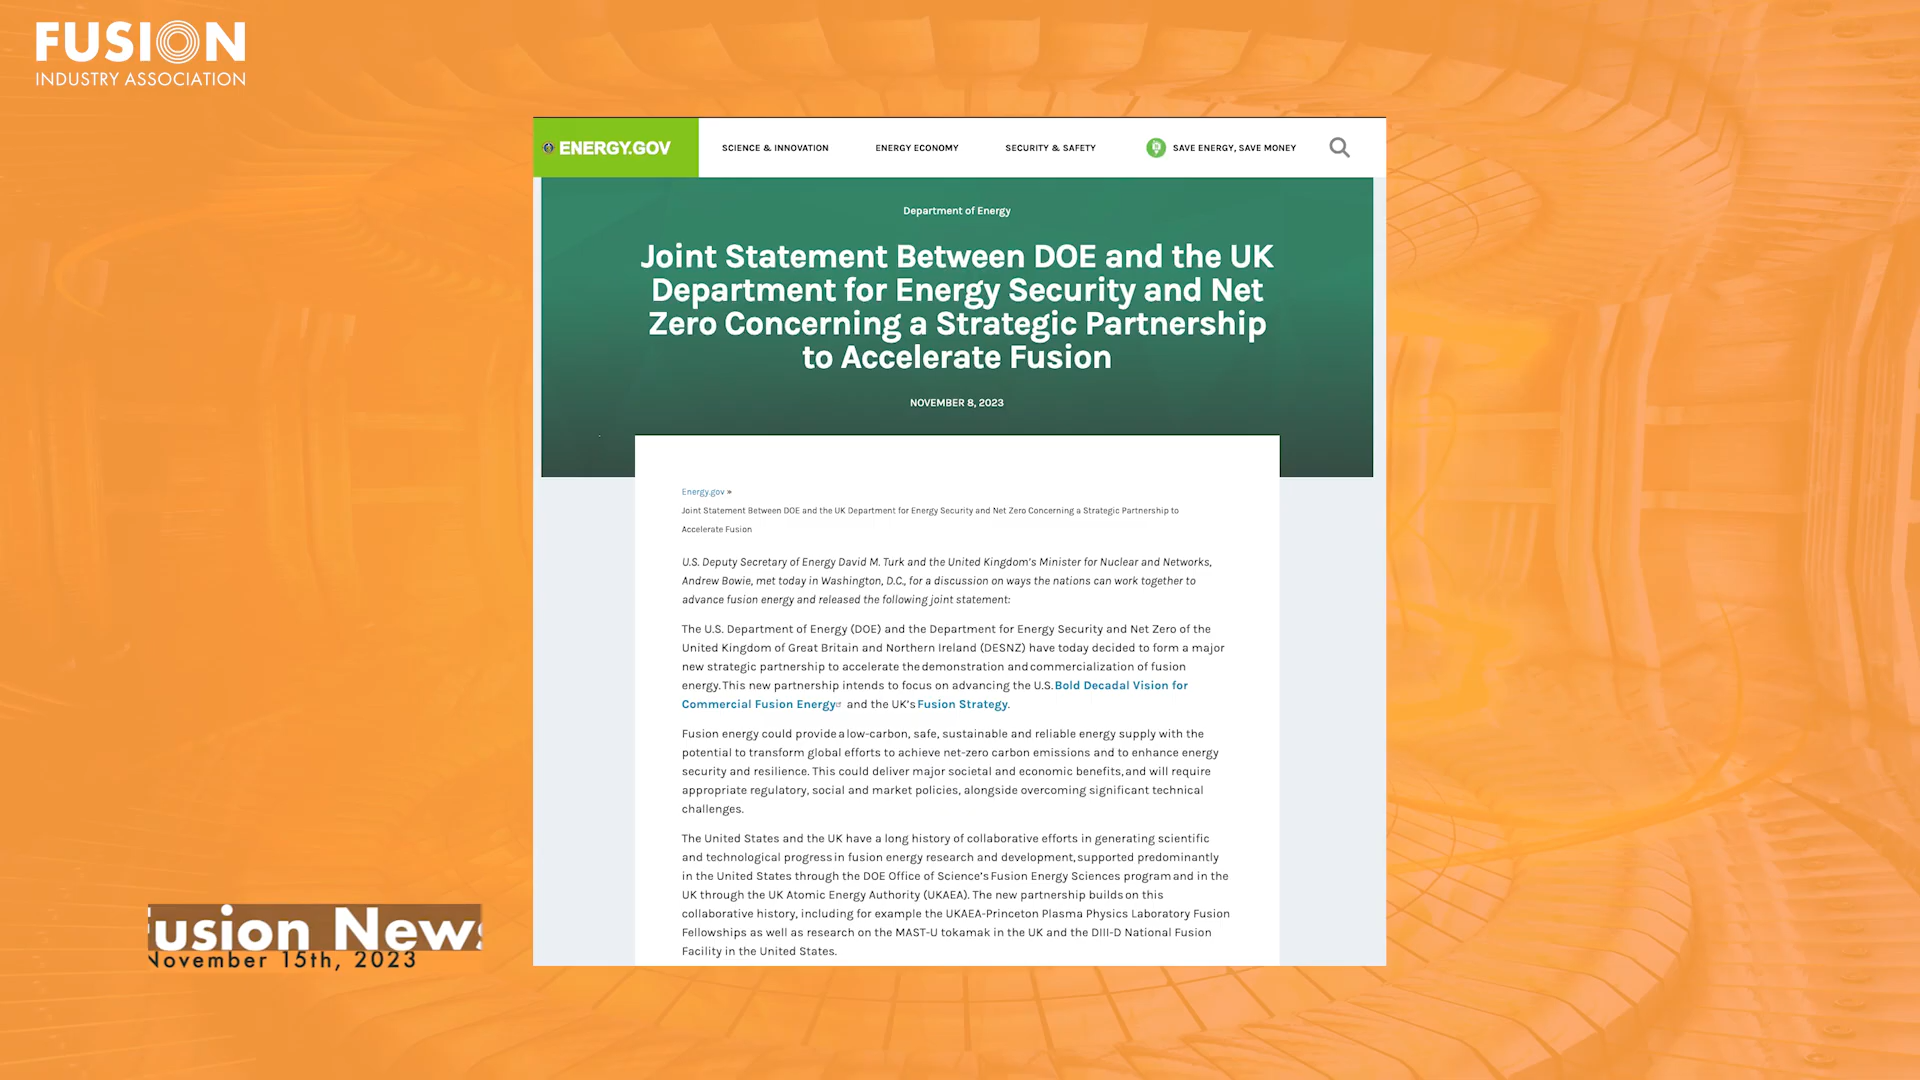 FUSION
INDUSTRY ASSOCIATION
ENERGY.GOV
SCIENCE & INNOVATION
ENERGY ECONOMY
SECURITY & SAFETY
SAVE ENERGY, SAVE MONEY
Department of Energy
Joint Statement Between DOE and the UK
Department for Energy Security and Net
Zero Concerning a Strategic Partnership
to Accelerate Fusion
NOVEMBER 8, 2023
Energy.gov »
Joint Statement Between DOE and the UK Department for Energy Security and Net Zero Concerning a Strategic Partnership to
Accelerate Fusion
U.S. Deputy Secretary of Energy David M. Turk and the United Kingdom's Minister for Nuclear and Networks,
Andrew Bowie, met today in Washington, D.C., for a discussion on ways the nations can work together to
advance fusion energy and released the following joint statement:
The U.S. Department of Energy (DOE) and the Department for Energy Security and Net Zero of the
United Kingdom of Great Britain and Northern Ireland (DESNZ) have today decided to form a major
new strategic partnership to accelerate the demonstration and commercialization of fusion
energy. This new partnership intends to focus on advancing the U.S. Bold Decadal Vision for
Commercial Fusion Energy and the UK's Fusion Strategy.
Fusion energy could provide a low-carbon, safe, sustainable and reliable energy supply with the
potential to transform global efforts to achieve net-zero carbon emissions and to enhance energy
security and resilience. This could deliver major societal and economic benefits, and will require
appropriate regulatory, social and market policies, alongside overcoming significant technical
challenges.
The United States and the UK have a long history of collaborative efforts in generating scientific
and technological progress in fusion energy research and development, supported predominantly
in the United States through the DOE Office of Science's Fusion Energy Sciences program and in the
UK through the UK Atomic Energy Authority (UKAEA). The new partnership builds on this
collaborative history, including for example the UKAEA-Princeton Plasma Physics Laboratory Fusion
Fellowships as well as research on the MAST-U tokamak in the UK and the DIII-D National Fusion
Facility in the United States.
Fusion News
November 15th, 2023